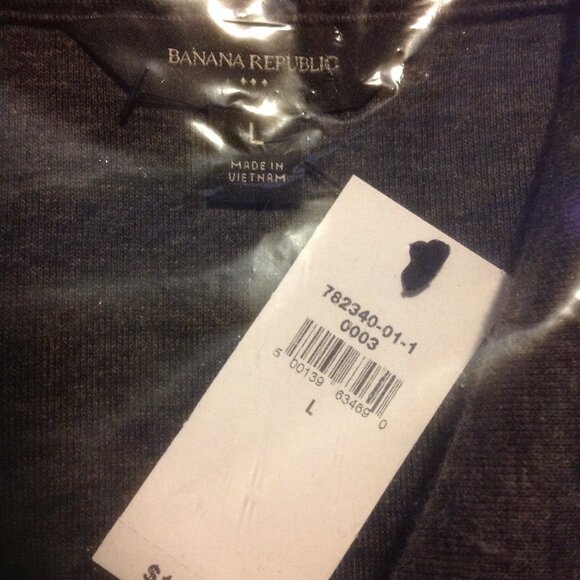 BANANA REPUBLIC
L
MADE IN
VIETNAM
782340-01-1
0003
5 00139 63469 0
L